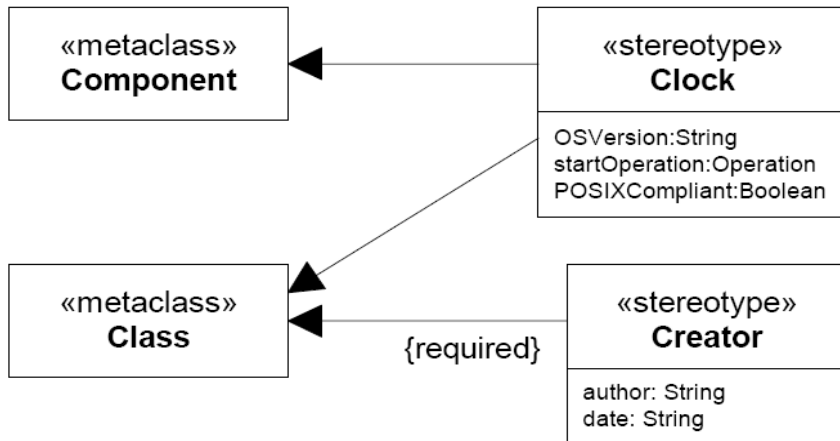 «metaclass»
Component
«stereotype»
Clock
OSVersion:String
startOperation:Operation
POSIXCompliant:Boolean
«metaclass»
Class
{required}
«stereotype»
Creator
author: String
date: String